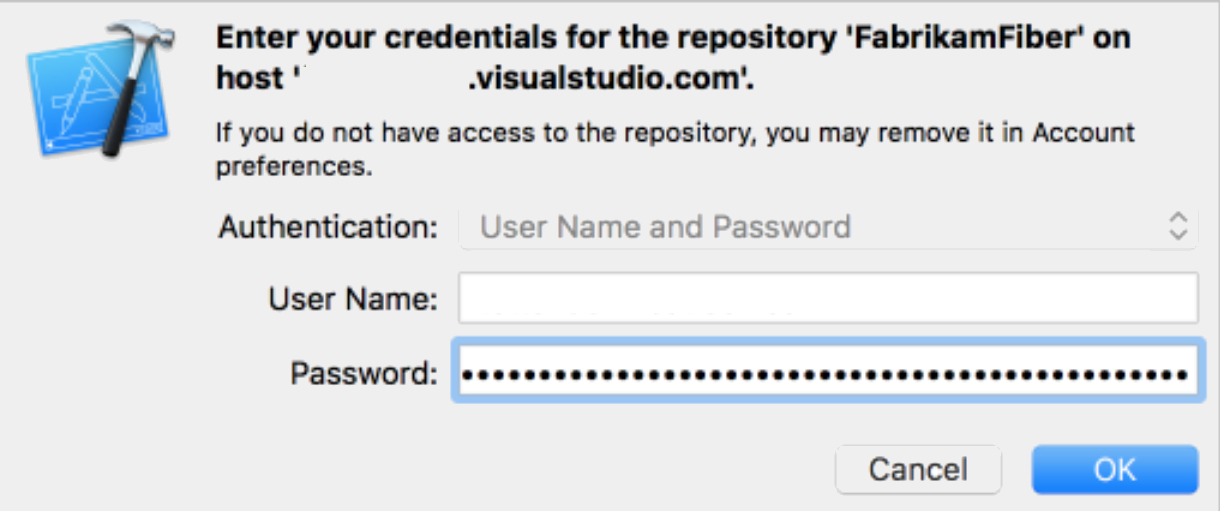 Enter your credentials for the repository 'FabrikamFiber' on
host '            .visualstudio.com'.
If you do not have access to the repository, you may remove it in Account
preferences.
Authentication: User Name and Password
User Name:
Password: •••••••••••••••••••••••••••••••••••••••••••••••
Cancel OK